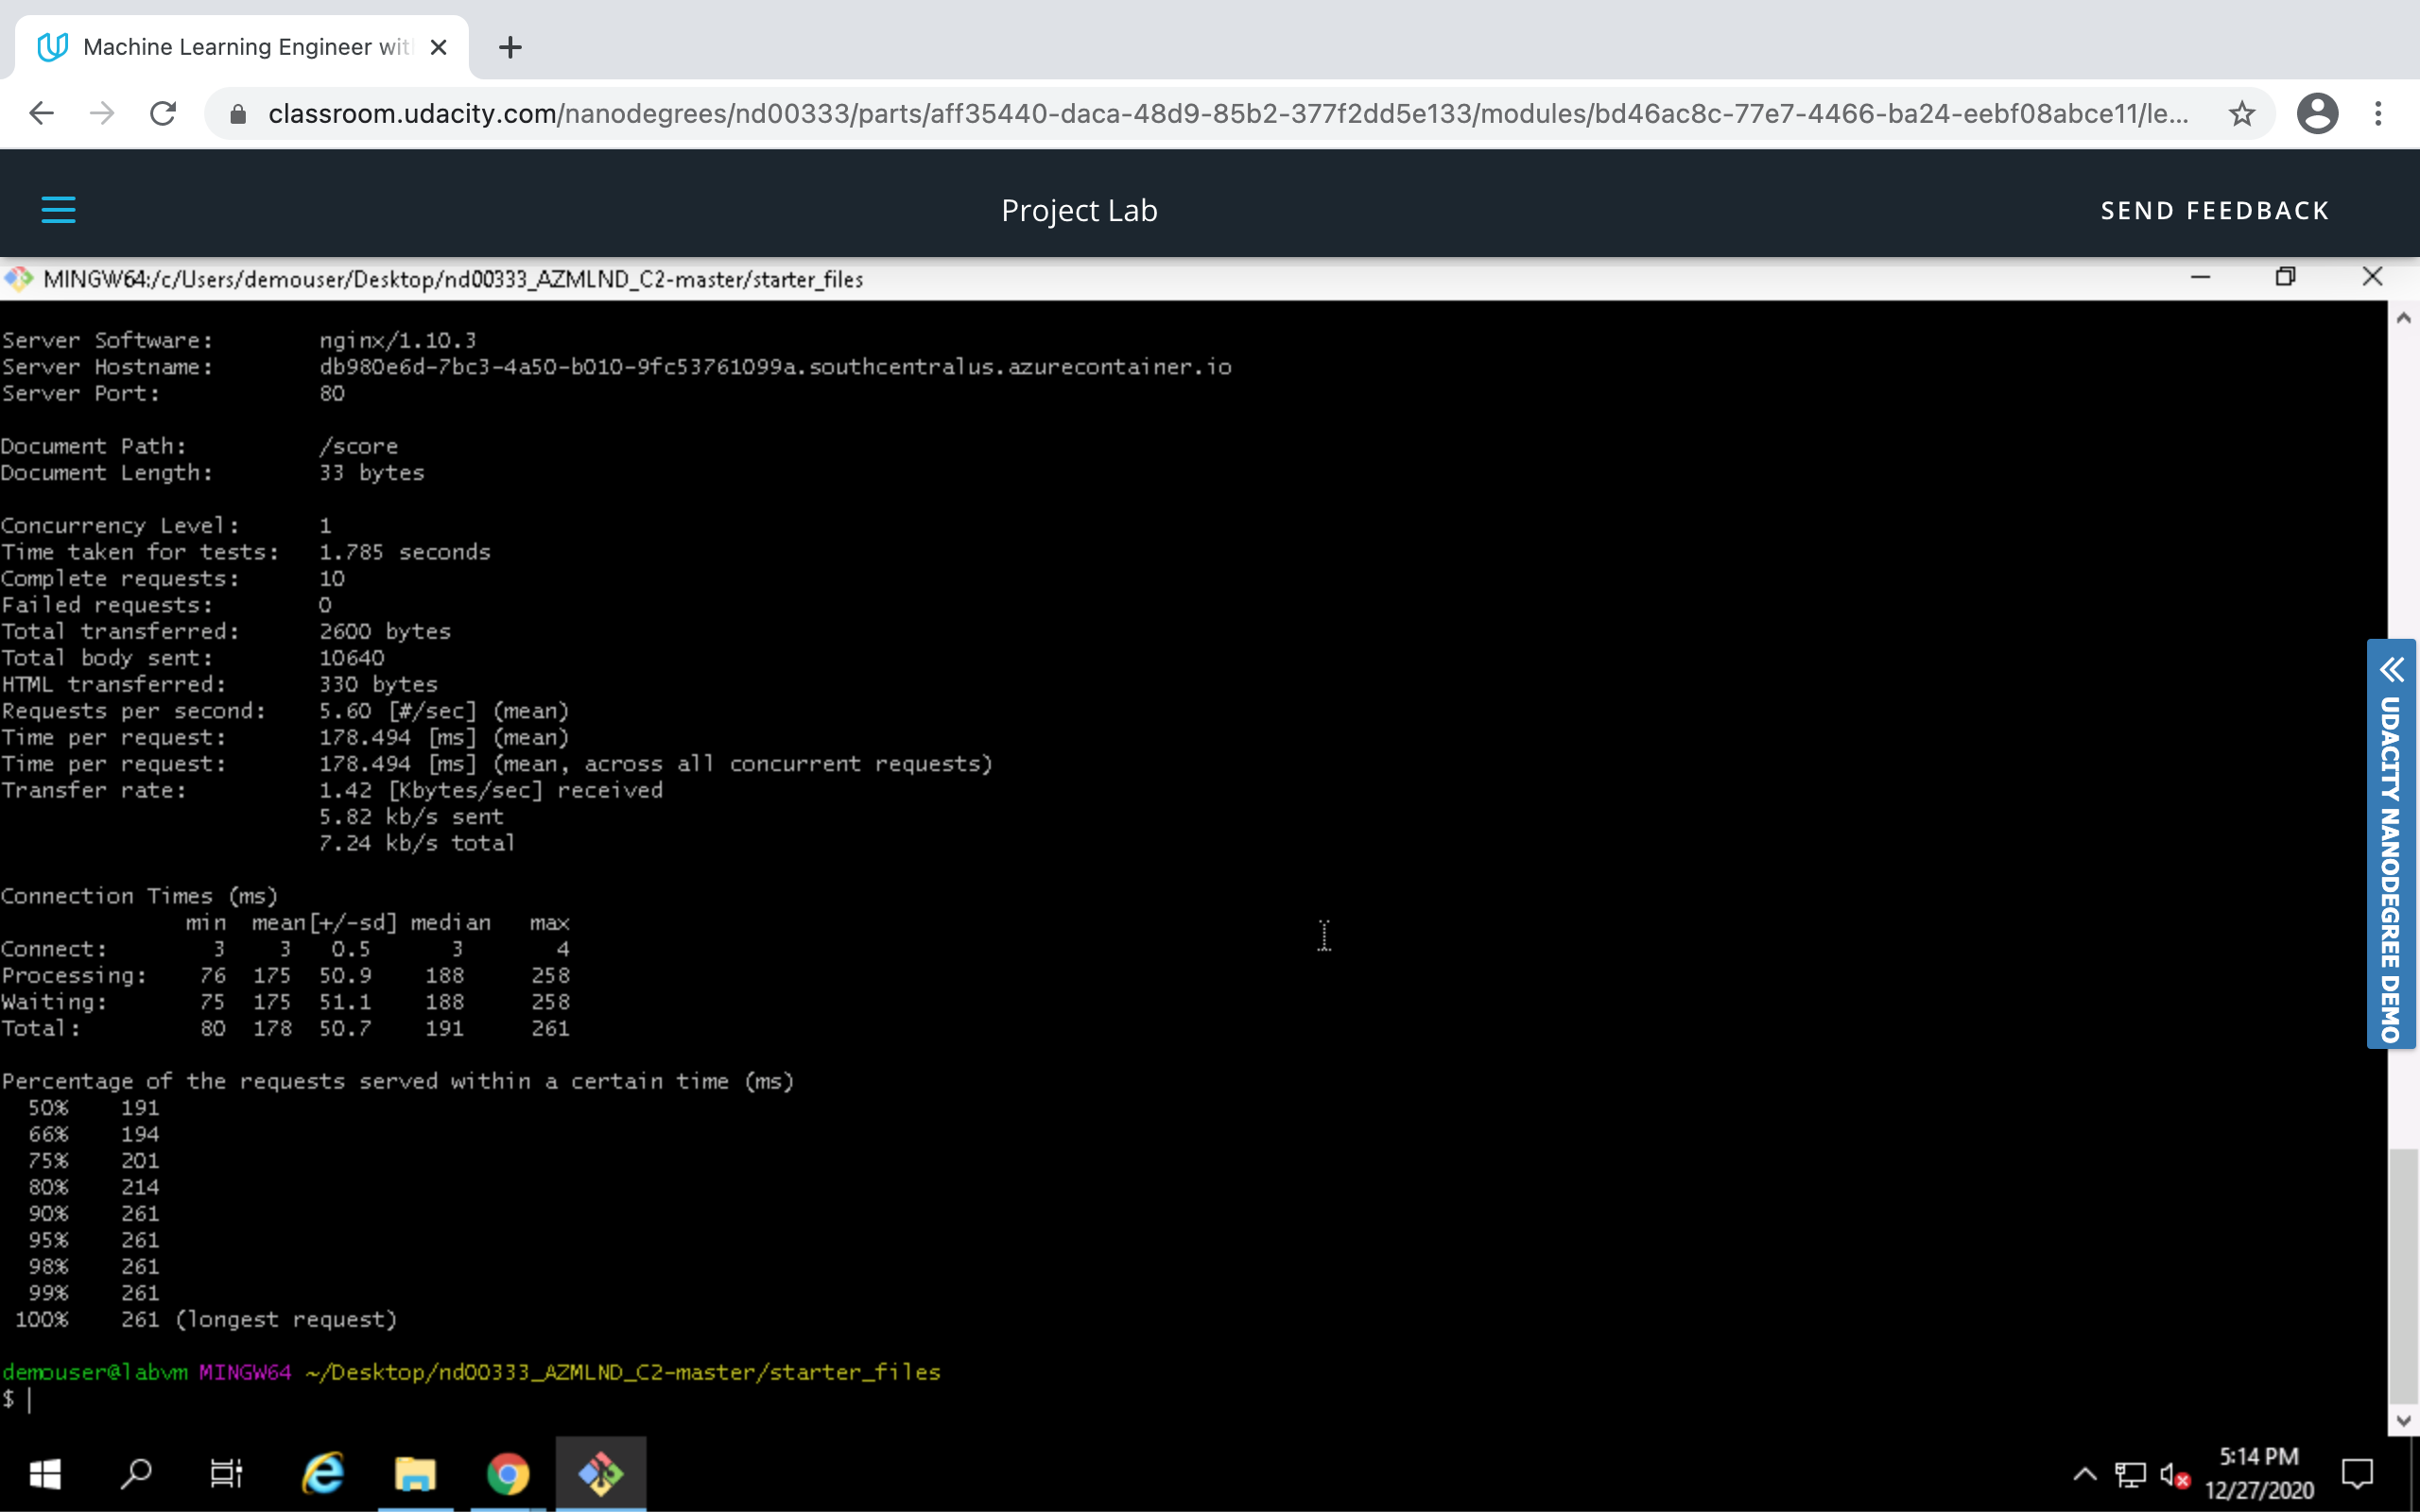 Machine Learning Engineer wit
classroom.udacity.com/nanodegrees/nd00333/parts/aff35440-daca-48d9-85b2-377f2dd5e133/modules/bd46ac8c-77e7-4466-ba24-eebf08abce11/le...
Project Lab
SEND FEEDBACK
MINGW64:/c/Users/demouser/Desktop/nd00333_AZMLND_C2-master/starter_files
Server Software:        nginx/1.10.3
Server Hostname:        db980e6d-7bc3-4a50-b010-9fc53761099a.southcentralus.azurecontainer.io
Server Port:            80
Document Path:          /score
Document Length:        33 bytes
Concurrency Level:      1
Time taken for tests:   1.785 seconds
Complete requests:      10
Failed requests:        0
Total transferred:      2600 bytes
Total body sent:        10640
HTML transferred:       330 bytes
Requests per second:    5.60 [#/sec] (mean)
Time per request:       178.494 [ms] (mean)
Time per request:       178.494 [ms] (mean, across all concurrent requests)
Transfer rate:          1.42 [Kbytes/sec] received
                        5.82 kb/s sent
                        7.24 kb/s total
Connection Times (ms)
              min  mean[+/-sd] median   max
Connect:        3    3   0.5      3       4
Processing:    76  175  50.9    188     258
Waiting:       75  175  51.1    188     258
Total:         80  178  50.7    191     261
Percentage of the requests served within a certain time (ms)
  50%    191
  66%    194
  75%    201
  80%    214
  90%    261
  95%    261
  98%    261
  99%    261
 100%    261 (longest request)
demouser@labvm MINGW64 ~/Desktop/nd00333_AZMLND_C2-master/starter_files
$
UDACITY NANODEGREE DEMO
5:14 PM
12/27/2020